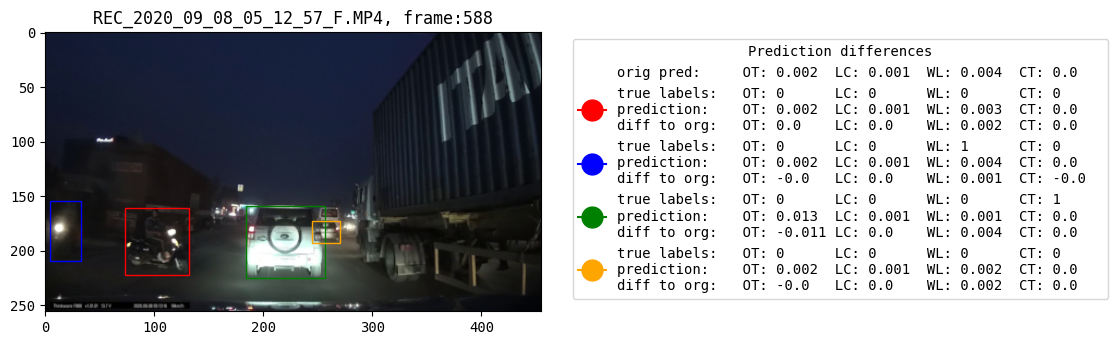 REC_2020_09_08_05_12_57_F.MP4, frame:588
0
50
100
150
200
250
0 100 200 300 400
ITA
Prediction differences
orig pred: OT: 0.002 LC: 0.001 WL: 0.004 CT: 0.0
true labels: OT: 0 LC: 0 WL: 0 CT: 0
prediction: OT: 0.002 LC: 0.001 WL: 0.003 CT: 0.0
diff to org: OT: 0.0 LC: 0.0 WL: 0.002 CT: 0.0
true labels: OT: 0 LC: 0 WL: 1 CT: 0
prediction: OT: 0.002 LC: 0.001 WL: 0.004 CT: 0.0
diff to org: OT: -0.0 LC: 0.0 WL: 0.001 CT: -0.0
true labels: OT: 0 LC: 0 WL: 0 CT: 1
prediction: OT: 0.013 LC: 0.001 WL: 0.001 CT: 0.0
diff to org: OT: -0.011 LC: 0.0 WL: 0.004 CT: 0.0
true labels: OT: 0 LC: 0 WL: 0 CT: 0
prediction: OT: 0.002 LC: 0.001 WL: 0.002 CT: 0.0
diff to org: OT: -0.0 LC: 0.0 WL: 0.002 CT: 0.0